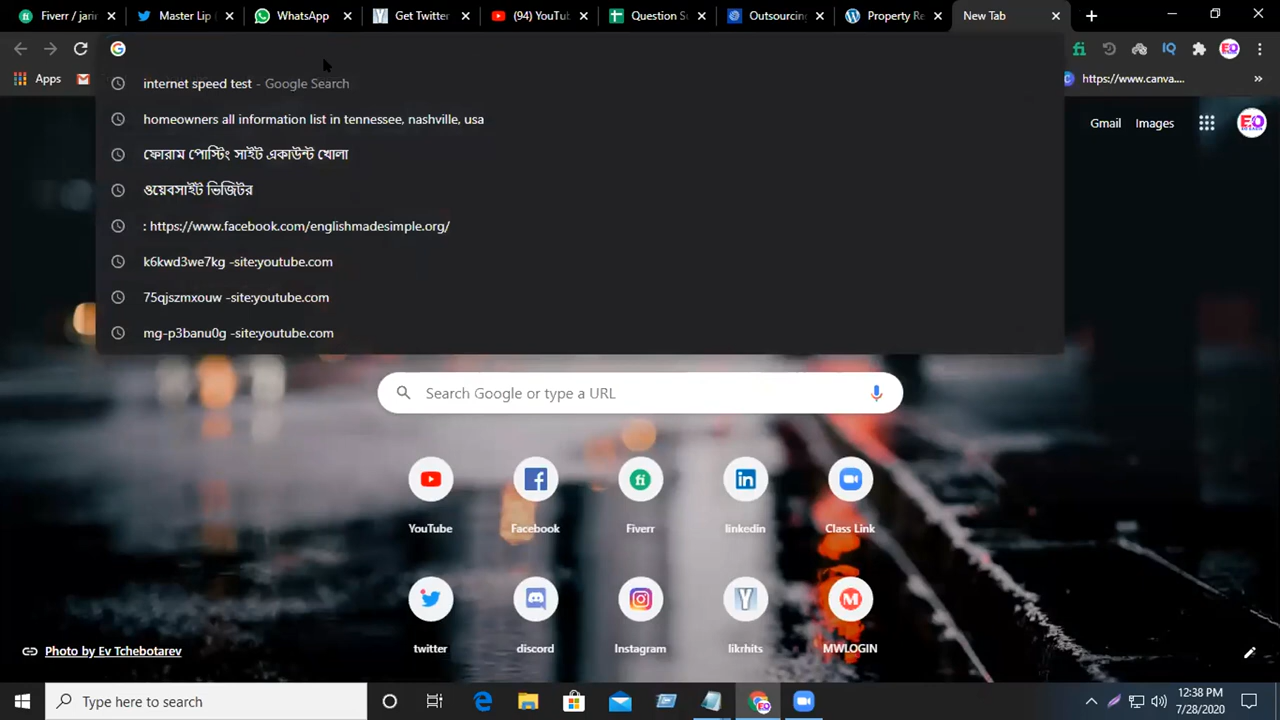 Fiverr / jarin
Master Lip (
WhatsApp
Get Twitter
(94) YouTu
Question Su
Outsourcing
Property Re
New Tab
Apps
https://www.canva....
»
internet speed test - Google Search
homeowners all information list in tennessee, nashville, usa
ফোরাম পোস্টিং সাইট একাউন্ট খোলা
ওয়েবসাইট ভিজিটর
: https://www.facebook.com/englishmadesimple.org/
k6kwd3we7kg -site:youtube.com
75qjszmxouw -site:youtube.com
mg-p3banu0g -site:youtube.com
Gmail Images
Search Google or type a URL
YouTube Facebook Fiverr linkedin Class Link
twitter discord Instagram likrhits MWLOGIN
Photo by Ev Tchebotarev
Type here to search
12:38 PM
7/28/2020